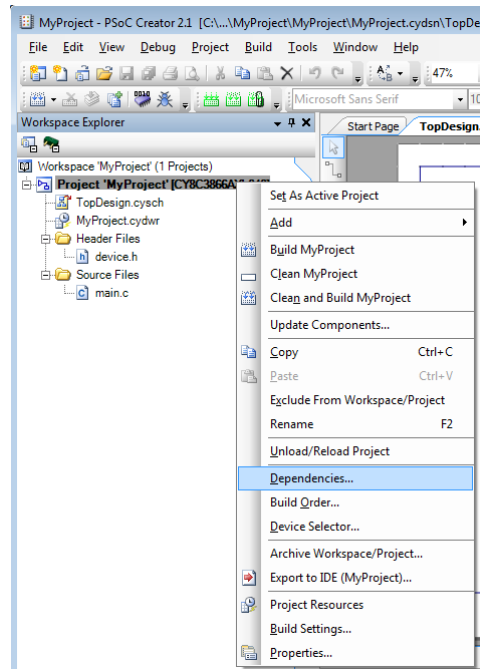 MyProject - PSoC Creator 2.1 [C:\...\MyProject\MyProject\MyProject.cydsn\TopDe
File Edit View Debug Project Build Tools Window Help
47%
Microsoft Sans Serif 10
Workspace Explorer
Start Page TopDesign.
Workspace 'MyProject' (1 Projects)
Project 'MyProject' [CY8C3866A
TopDesign.cysch
MyProject.cydwr
Header Files
device.h
Source Files
main.c
Set As Active Project
Add
Build MyProject
Clean MyProject
Clean and Build MyProject
Update Components...
Copy Ctrl+C
Paste Ctrl+V
Exclude From Workspace/Project
Rename F2
Unload/Reload Project
Dependencies...
Build Order...
Device Selector...
Archive Workspace/Project...
Export to IDE (MyProject)...
Project Resources
Build Settings...
Properties...